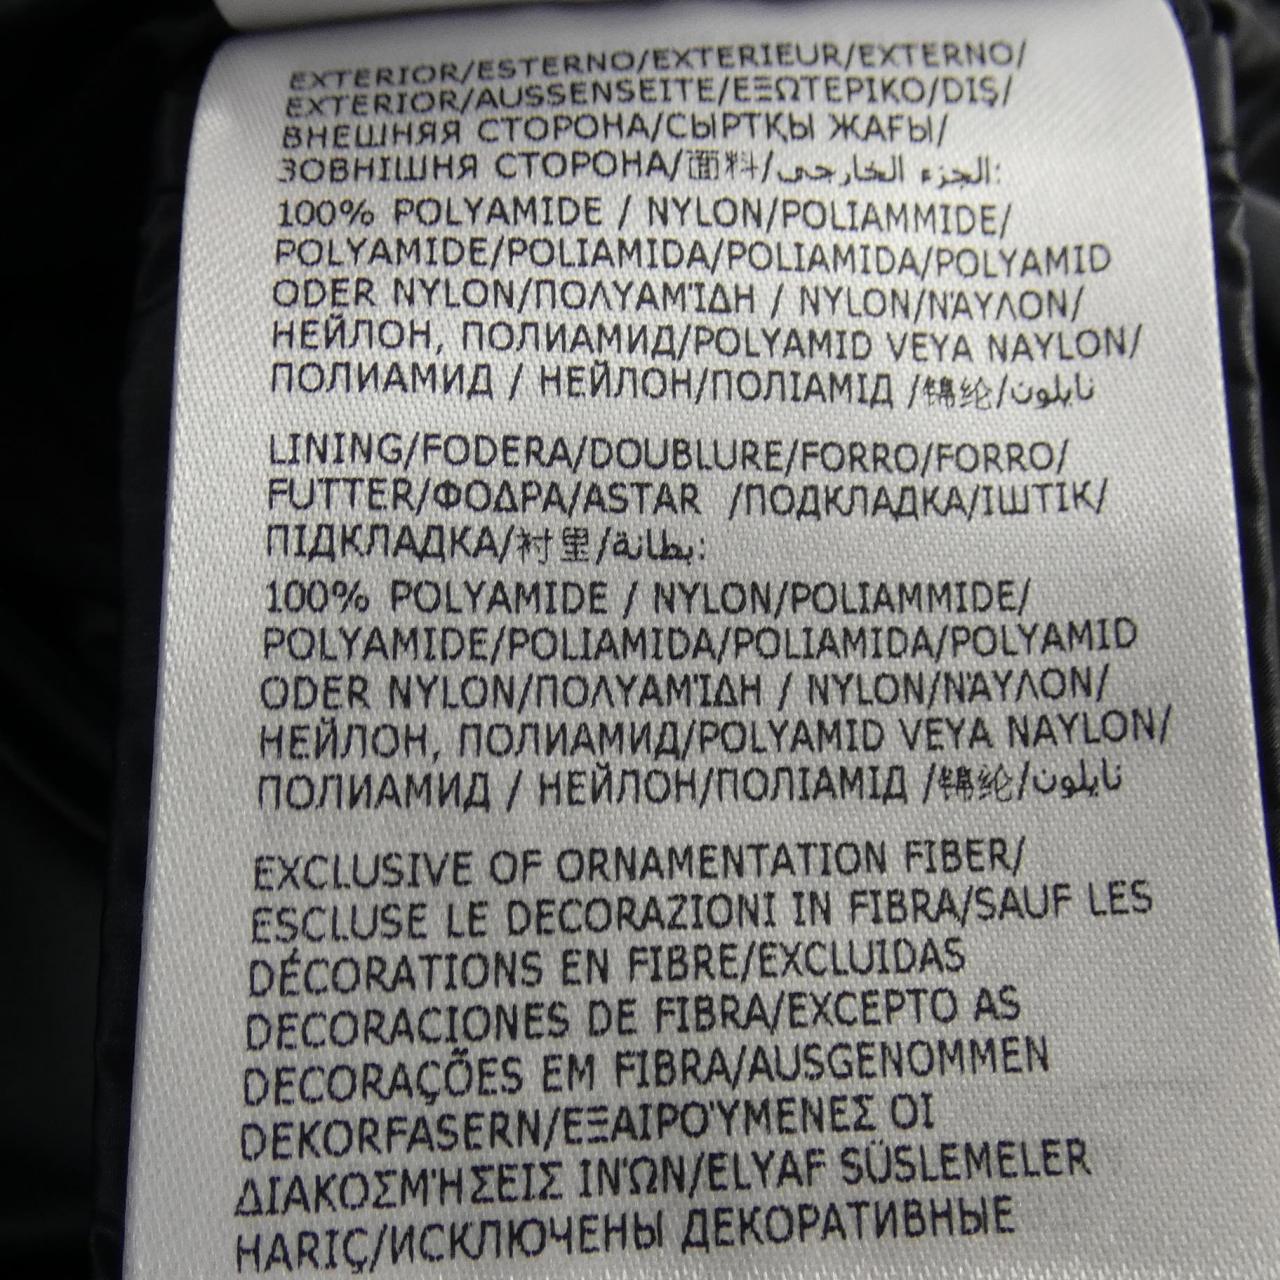 EXTERIOR/ESTERNO/EXTERIEUR/EXTERNO/
EXTERIOR/AUSSENSEITE/ΕΞΩΤΕΡΙΚΟ/DIŞ/
ВНЕШНЯЯ СТОРОНА/СЫРТҚЫ ЖАҒЫ/
ЗОВНІШНЯ СТОРОНА/面料/الجزء الخارجي:
100% POLYAMIDE / NYLON/POLIAMMIDE/
POLYAMIDE/POLIAMIDA/POLIAMIDA/POLYAMID
ODER NYLON/ΠΟΛΥΑΜΊΔΗ / NYLON/ΝΆΥΛΟΝ/
НЕЙЛОН, ПОЛИАМИД/POLYAMID VEYA NAYLON/
ПОЛИАМИД / НЕЙЛОН/ПОЛІАМІД /锦纶/نايلون
LINING/FODERA/DOUBLURE/FORRO/FORRO/
FUTTER/ΦΟΔΡΑ/ASTAR /ПОДКЛАДКА/ІШТІК/
ПІДКЛАДКА/衬里/بطانة:
100% POLYAMIDE / NYLON/POLIAMMIDE/
POLYAMIDE/POLIAMIDA/POLIAMIDA/POLYAMID
ODER NYLON/ΠΟΛΥΑΜΊΔΗ / NYLON/ΝΆΥΛΟΝ/
НЕЙЛОН, ПОЛИАМИД/POLYAMID VEYA NAYLON/
ПОЛИАМИД / НЕЙЛОН/ПОЛІАМІД /锦纶/نايلون
EXCLUSIVE OF ORNAMENTATION FIBER/
ESCLUSE LE DECORAZIONI IN FIBRA/SAUF LES
DÉCORATIONS EN FIBRE/EXCLUIDAS
DECORACIONES DE FIBRA/EXCEPTO AS
DECORAÇÕES EM FIBRA/AUSGENOMMEN
DEKORFASERN/ΕΞΑΙΡΟΎΜΕΝΕΣ ΟΙ
ΔΙΑΚΟΣΜΉΣΕΙΣ ΙΝΏΝ/ELYAF SÜSLEMELER
HARIÇ/ИСКЛЮЧЕНЫ ДЕКОРАТИВНЫЕ